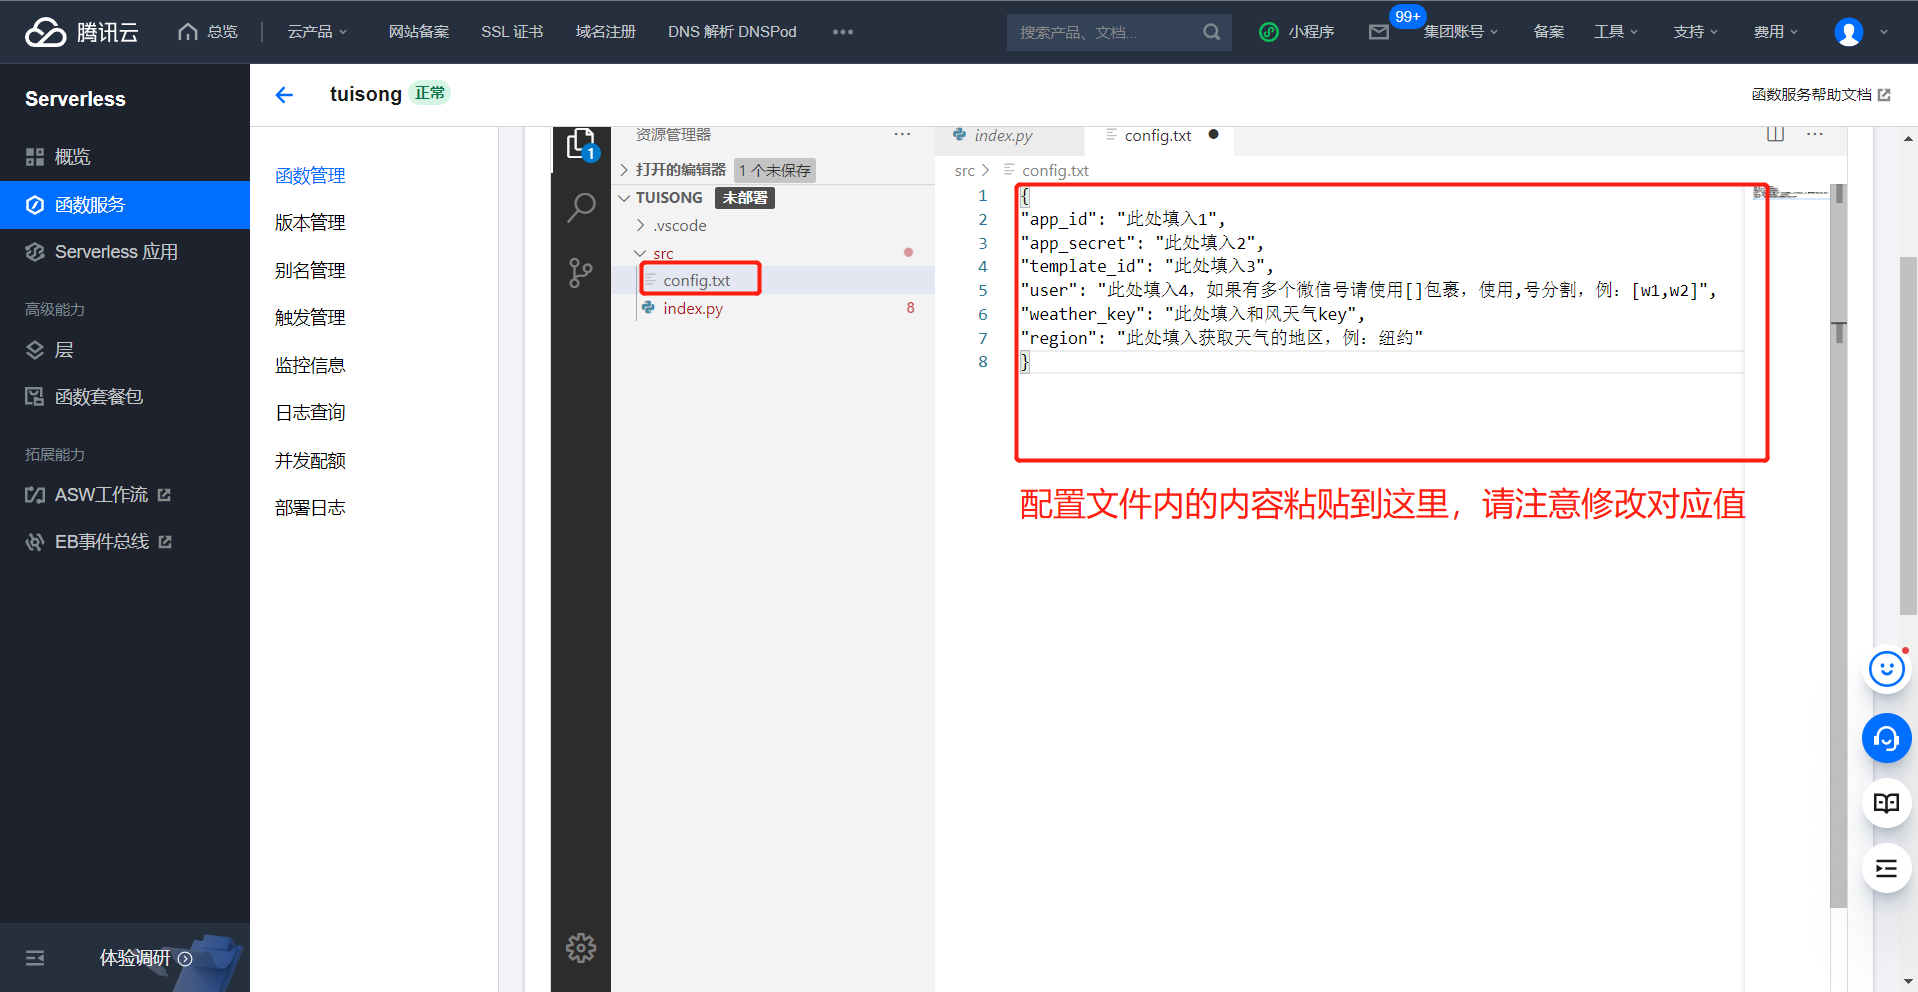 腾讯云 总览 云产品 网站备案 SSL 证书 域名注册 DNS 解析 DNSPod 搜索产品、文档... 小程序 99+ 集团账号 备案 工具 支持 费用
Serverless
概览
函数服务
Serverless 应用
高级能力
层
函数套餐包
拓展能力
ASW工作流
EB事件总线
体验调研
tuisong 正常 函数服务帮助文档
函数管理
版本管理
别名管理
触发管理
监控信息
日志查询
并发配额
部署日志
1
资源管理器
打开的编辑器 1 个未保存
TUISONG 未部署
.vscode
src
config.txt
index.py 8
index.py config.txt
src config.txt
1 {
2 "app_id": "此处填入1",
3 "app_secret": "此处填入2",
4 "template_id": "此处填入3",
5 "user": "此处填入4，如果有多个微信号请使用[]包裹，使用,号分割，例：[w1,w2]",
6 "weather_key": "此处填入和风天气key",
7 "region": "此处填入获取天气的地区，例：纽约"
8 }
配置文件内的内容粘贴到这里，请注意修改对应值